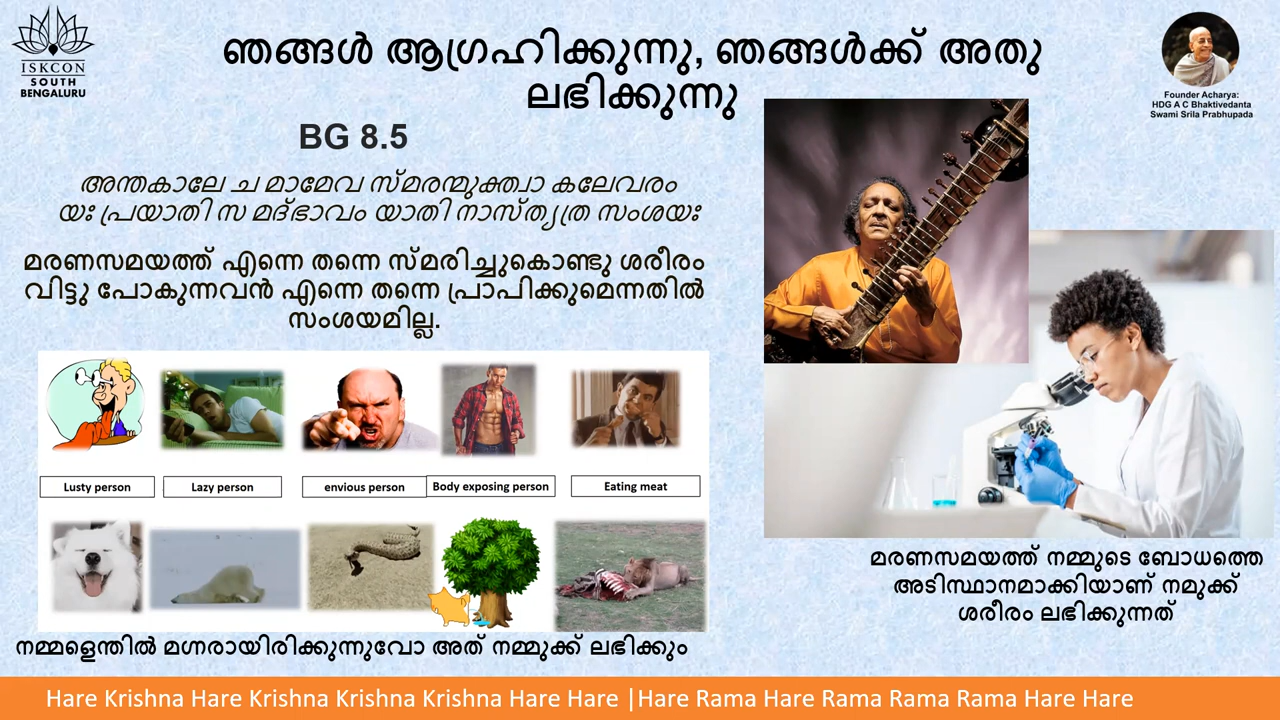 ISKCON
SOUTH
BENGALURU
ഞങ്ങൾ ആഗ്രഹിക്കുന്നു, ഞങ്ങൾക്ക് അതു
ലഭിക്കുന്നു
Founder Acharya:
HDG A C Bhaktivedanta
Swami Srila Prabhupada
BG 8.5
അന്തകാലേ ച മാമേവ സ്മരന്മുക്ത്വാ കലേവരം
യഃ പ്രയാതി സ മദ്ഭാവം യാതി നാസ്ത്യത്ര സംശയഃ
മരണസമയത്ത് എന്നെ തന്നെ സ്മരിച്ചുകൊണ്ടു ശരീരം
വിട്ടു പോകുന്നവൻ എന്നെ തന്നെ പ്രാപിക്കുമെന്നതിൽ
സംശയമില്ല.
Lusty person
Lazy person
envious person
Body exposing person
Eating meat
നമ്മളെന്തിൽ മഗ്നരായിരിക്കുന്നുവോ അത് നമ്മുക്ക് ലഭിക്കും
മരണസമയത്ത് നമ്മുടെ ബോധത്തെ
അടിസ്ഥാനമാക്കിയാണ് നമുക്ക്
ശരീരം ലഭിക്കുന്നത്
Hare Krishna Hare Krishna Krishna Krishna Hare Hare |Hare Rama Hare Rama Rama Rama Hare Hare